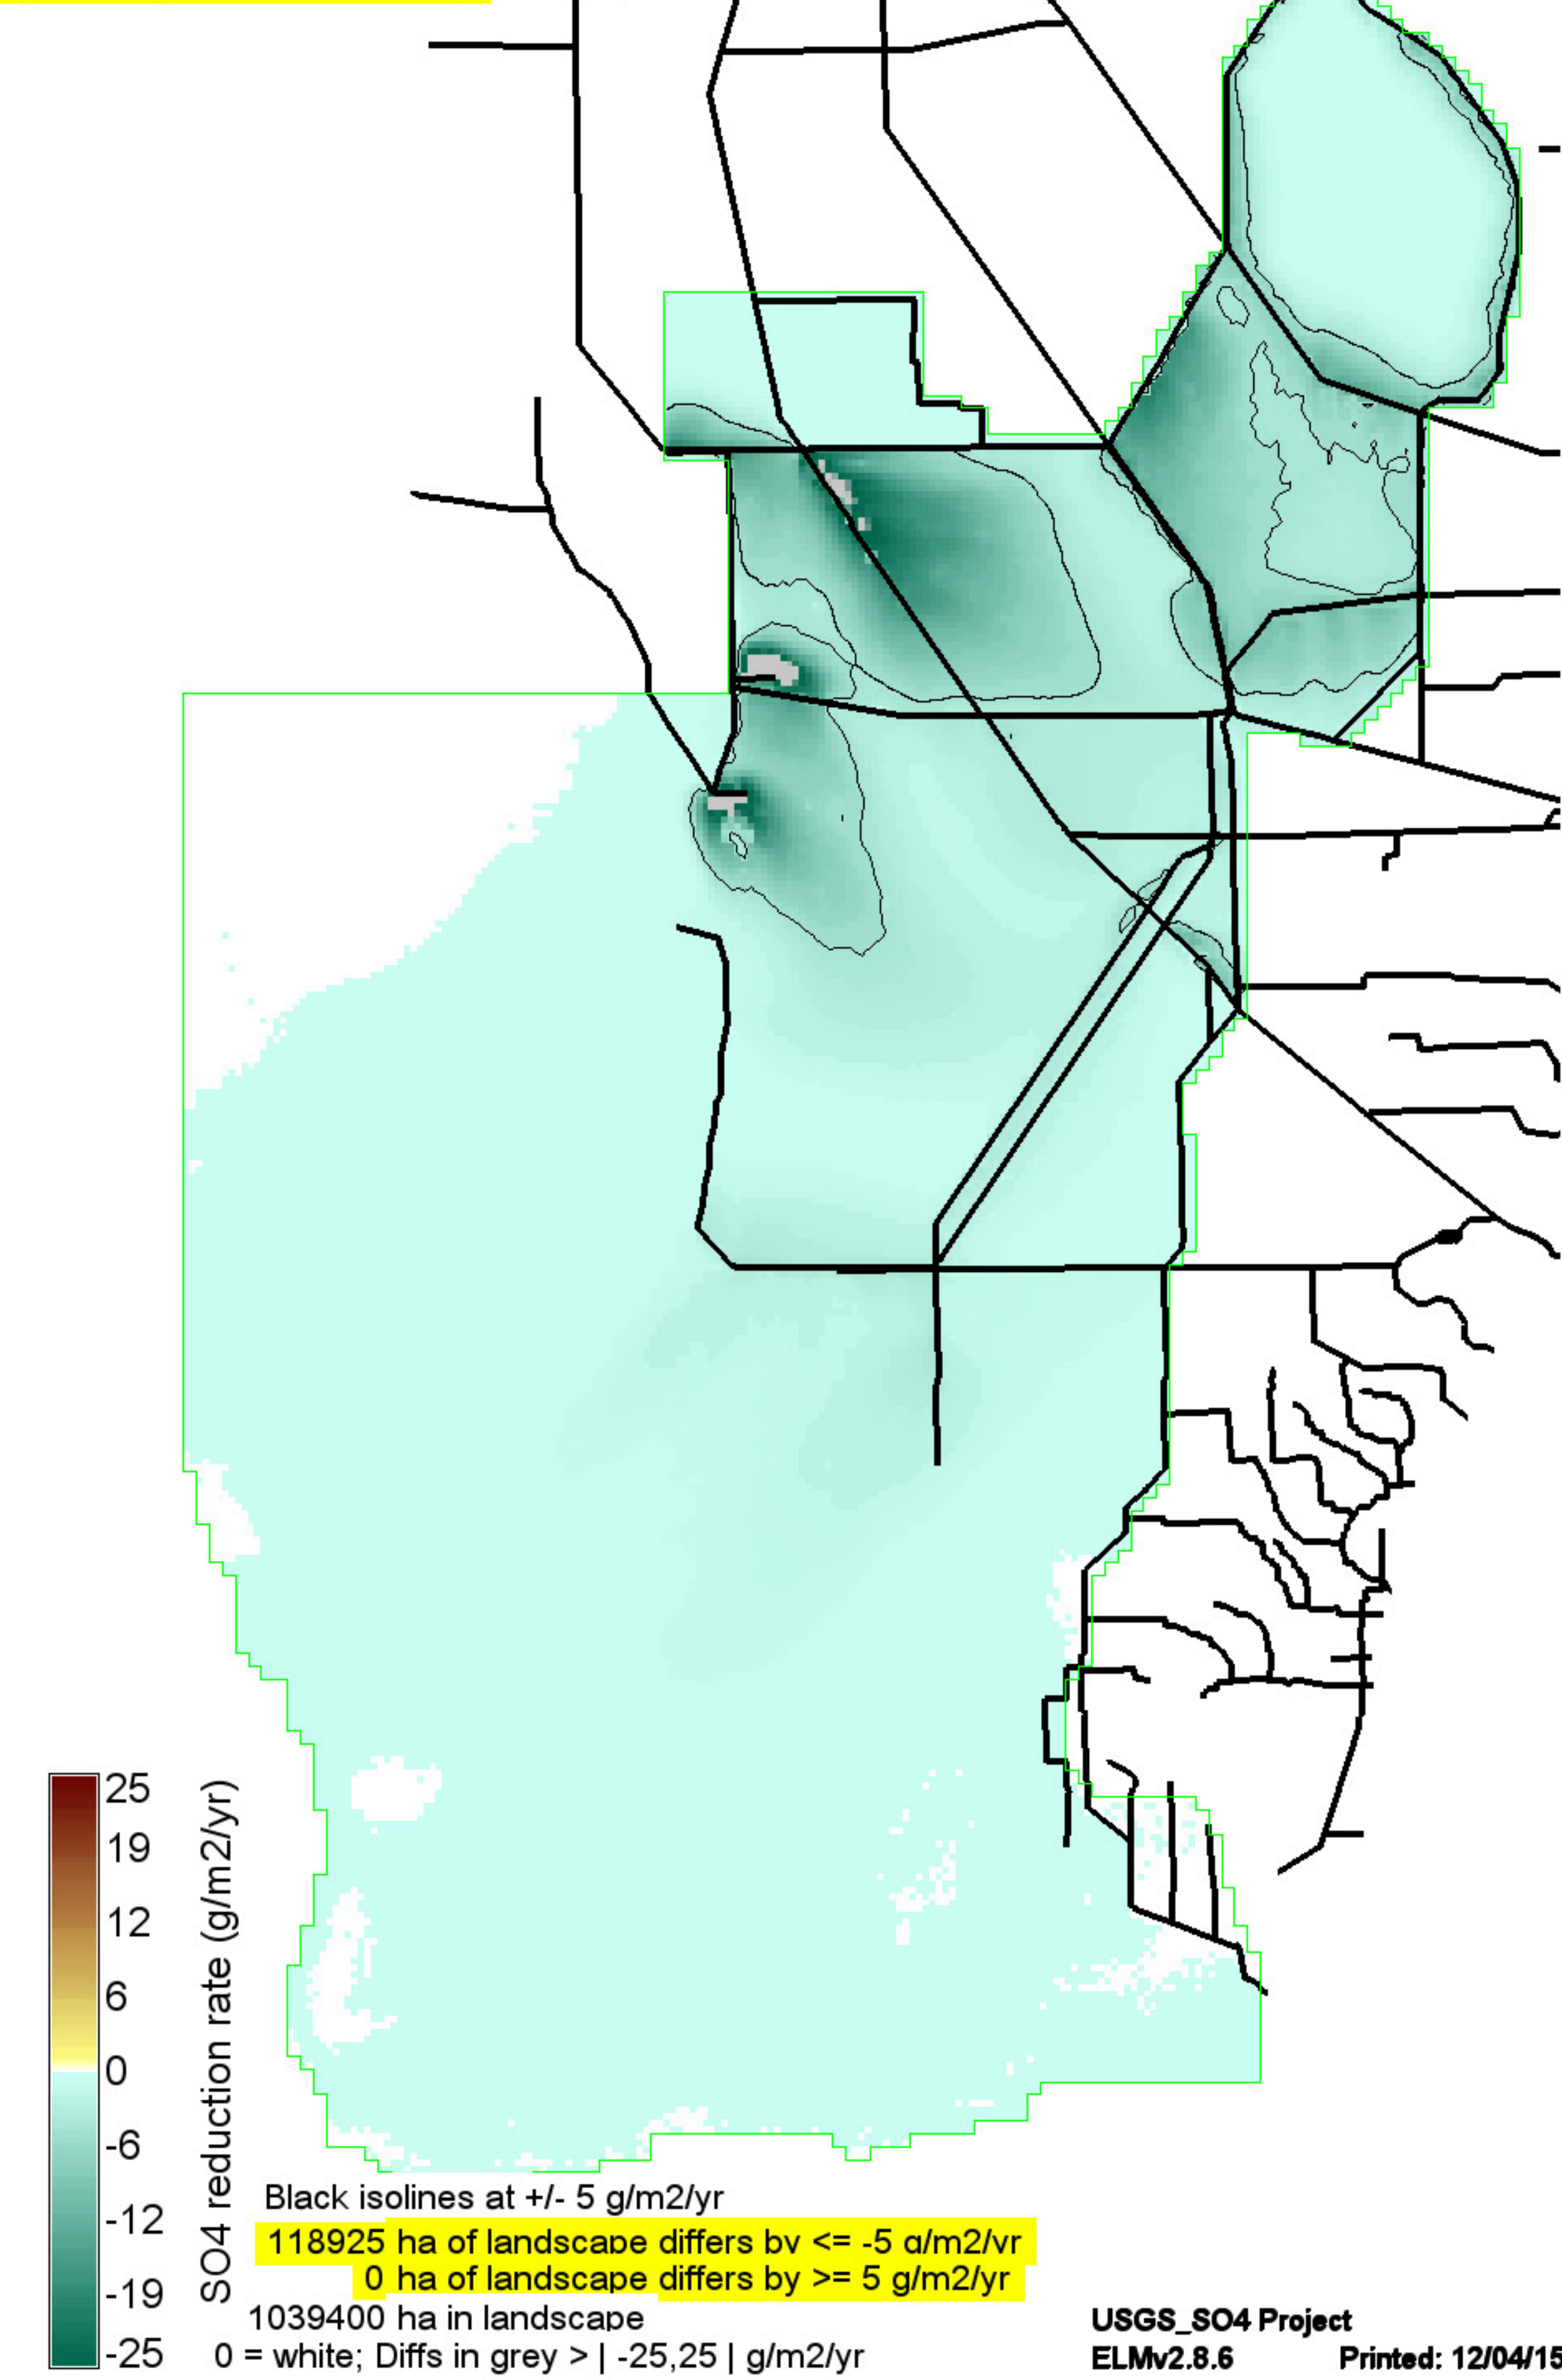 25
19
12
6
0
-6
-12
-19
-25
SO4 reduction rate (g/m2/yr)
Black isolines at +/- 5 g/m2/yr
118925 ha of landscape differs by <= -5 g/m2/yr
0 ha of landscape differs by >= 5 g/m2/yr
1039400 ha in landscape
0 = white; Diffs in grey > | -25,25 | g/m2/yr
USGS_SO4 Project
ELMv2.8.6 Printed: 12/04/15